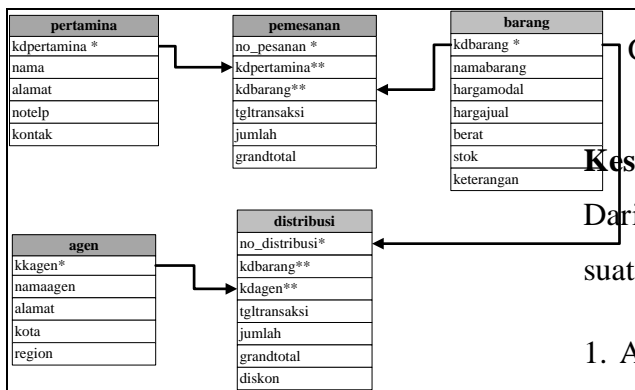 pertamina
kdpertamina *
nama
alamat
notelp
kontak
pemesanan
no_pesanan *
kdpertamina**
kdbarang**
tgltransaksi
jumlah
grandtotal
barang
kdbarang *
namabarang
hargamodal
hargajual
berat
stok
keterangan
agen
kkagen*
namaagen
alamat
kota
region
distribusi
no_distribusi*
kdbarang**
kdagen**
tgltransaksi
jumlah
grandtotal
diskon
Kes
Dari
suat
1. A